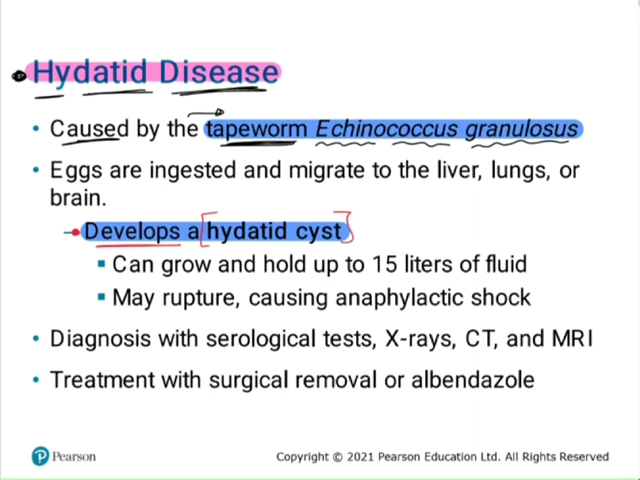 Hydatid Disease
• Caused by the tapeworm Echinococcus granulosus
• Eggs are ingested and migrate to the liver, lungs, or
brain.
– Develops a hydatid cyst
▪ Can grow and hold up to 15 liters of fluid
▪ May rupture, causing anaphylactic shock
• Diagnosis with serological tests, X-rays, CT, and MRI
• Treatment with surgical removal or albendazole
Pearson
Copyright © 2021 Pearson Education Ltd. All Rights Reserved